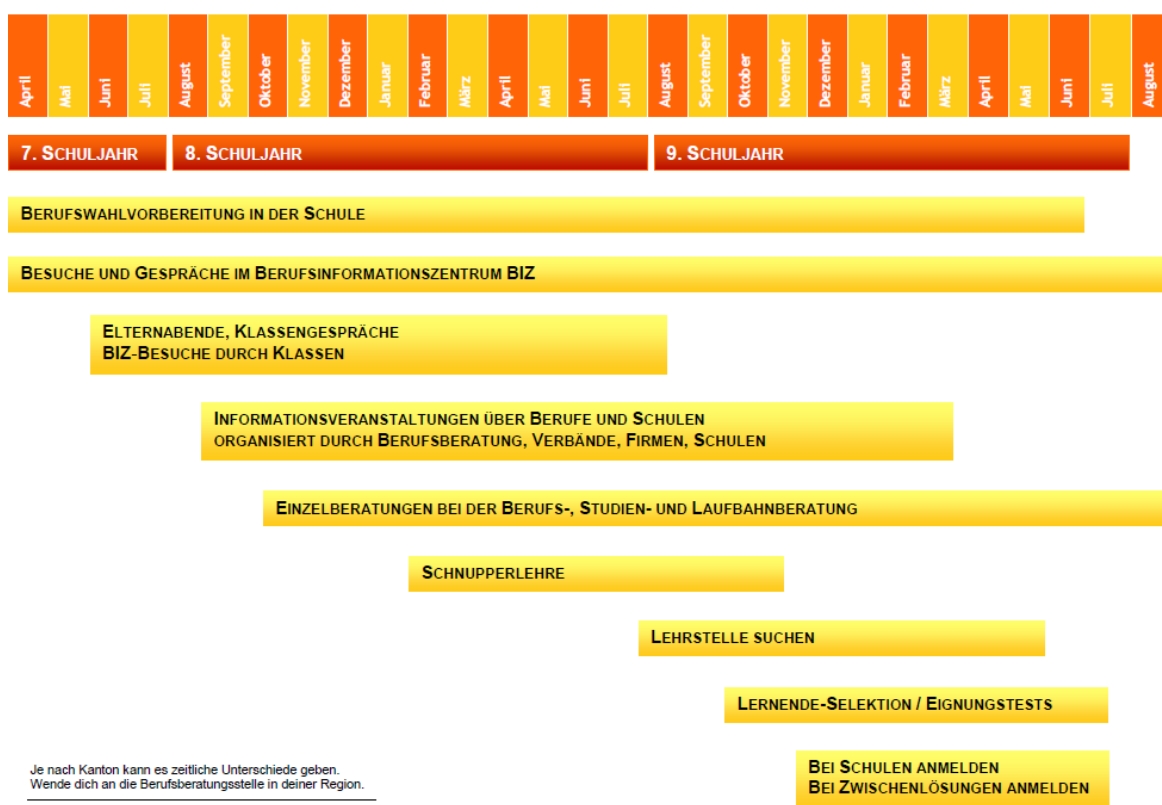 April
Mai
Juni
Juli
August
September
Oktober
November
Dezember
Januar
Februar
März
April
Mai
Juni
Juli
August
September
Oktober
November
Dezember
Januar
Februar
März
April
Mai
Juni
Juli
August
7. SCHULJAHR
8. SCHULJAHR
9. SCHULJAHR
BERUFSWAHLVORBEREITUNG IN DER SCHULE
BESUCHE UND GESPRÄCHE IM BERUFSINFORMATIONSZENTRUM BIZ
ELTERNABENDE, KLASSENGESPRÄCHE
BIZ-BESUCHE DURCH KLASSEN
INFORMATIONSVERANSTALTUNGEN ÜBER BERUFE UND SCHULEN
ORGANISIERT DURCH BERUFSBERATUNG, VERBÄNDE, FIRMEN, SCHULEN
EINZELBERATUNGEN BEI DER BERUFS-, STUDIEN- UND LAUFBAHNBERATUNG
SCHNUPPERLEHRE
LEHRSTELLE SUCHEN
LERNENDE-SELEKTION / EIGNUNGSTESTS
BEI SCHULEN ANMELDEN
BEI ZWISCHENLÖSUNGEN ANMELDEN
Je nach Kanton kann es zeitliche Unterschiede geben.
Wende dich an die Berufsberatungsstelle in deiner Region.